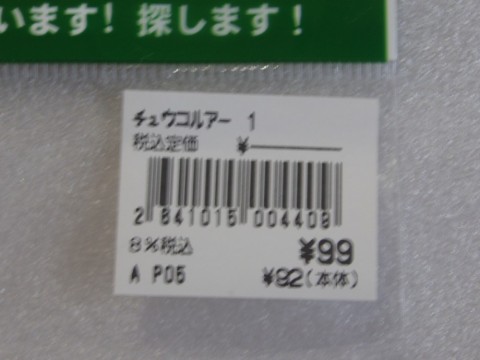 います! 探します!
チュウコルアー 1
税込定価 ¥―
2 841015 004409
8%税込 ¥99
A P05 ¥92(本体)